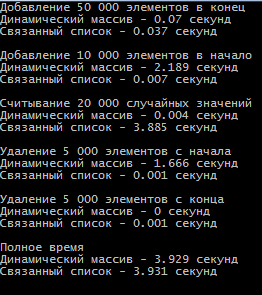 Добавление 50 000 элементов в конец
Динамический массив - 0.07 секунд
Связанный список - 0.037 секунд
Добавление 10 000 элементов в начало
Динамический массив - 2.189 секунд
Связанный список - 0.007 секунд
Считывание 20 000 случайных значений
Динамический массив - 0.004 секунд
Связанный список - 3.885 секунд
Удаление 5 000 элементов с начала
Динамический массив - 1.666 секунд
Связанный список - 0.001 секунд
Удаление 5 000 элементов с конца
Динамический массив - 0 секунд
Связанный список - 0.001 секунд
Полное время
Динамический массив - 3.929 секунд
Связанный список - 3.931 секунд